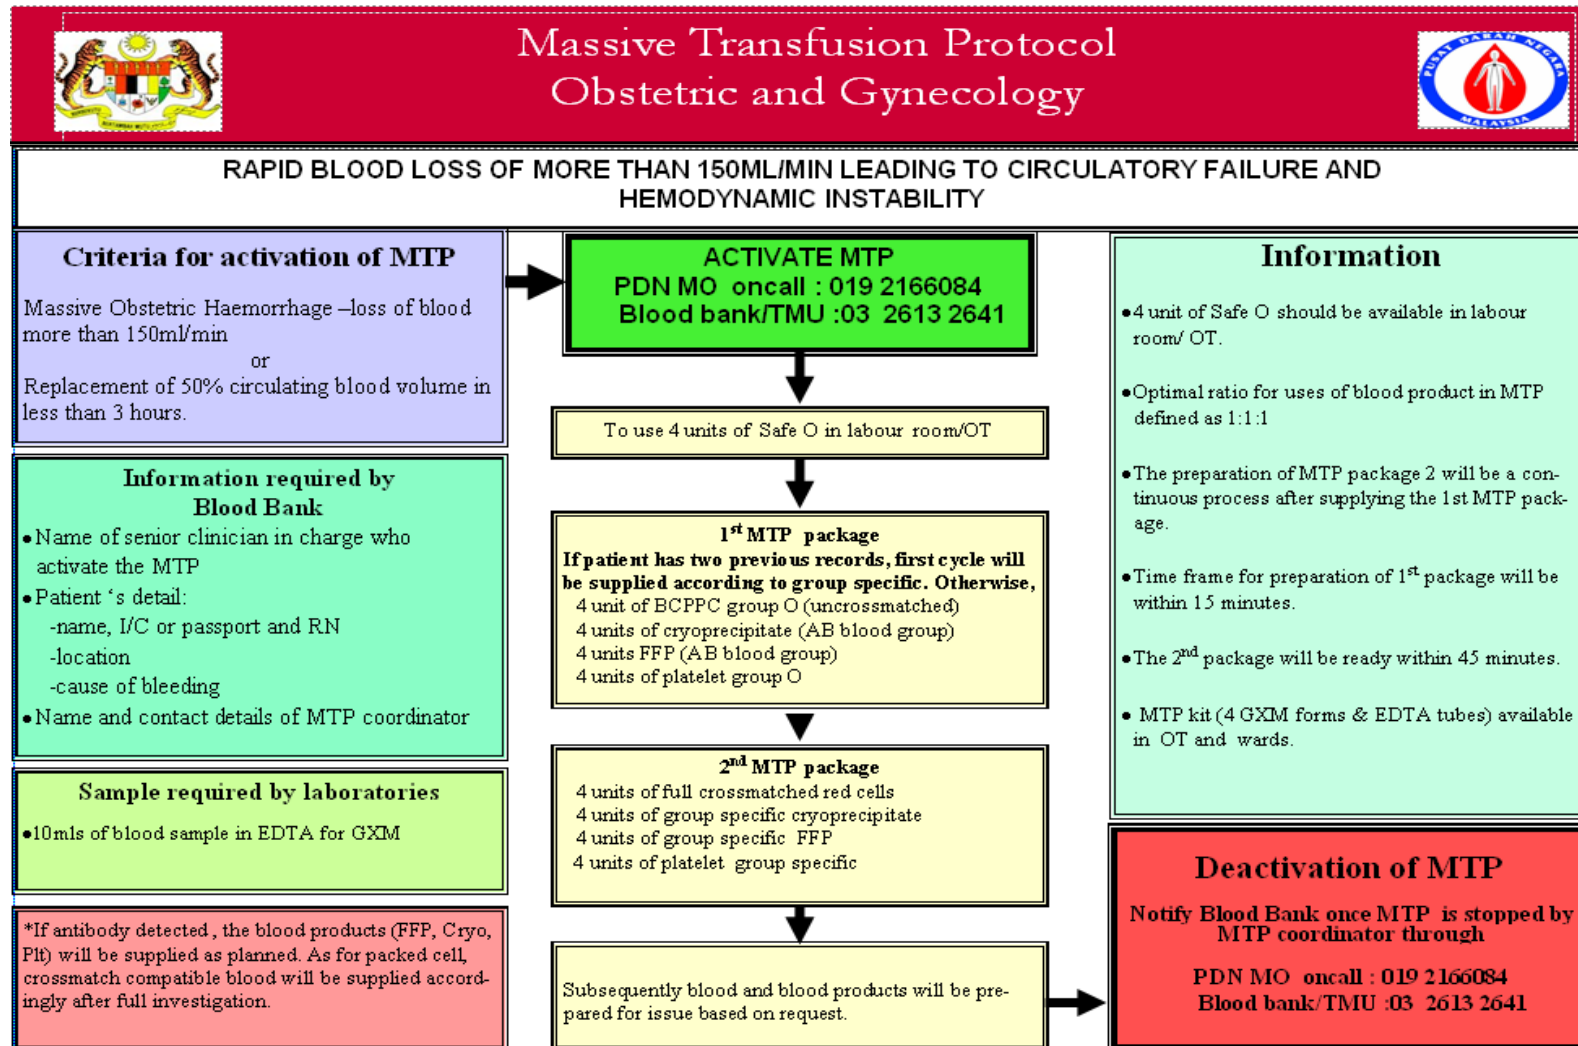 Massive Transfusion Protocol
Obstetric and Gynecology
PUSAT DARAH NEGARA
MALAYSIA
RAPID BLOOD LOSS OF MORE THAN 150ML/MIN LEADING TO CIRCULATORY FAILURE AND
HEMODYNAMIC INSTABILITY
Criteria for activation of MTP
Massive Obstetric Haemorrhage –loss of blood
more than 150ml/min
or
Replacement of 50% circulating blood volume in
less than 3 hours.
Information required by
Blood Bank
•Name of senior clinician in charge who
activate the MTP
•Patient ‘s detail:
-name, I/C or passport and RN
-location
-cause of bleeding
•Name and contact details of MTP coordinator
Sample required by laboratories
•10mls of blood sample in EDTA for GXM
*If antibody detected , the blood products (FFP, Cryo,
Plt) will be supplied as planned. As for packed cell,
crossmatch compatible blood will be supplied accord-
ingly after full investigation.
ACTIVATE MTP
PDN MO oncall : 019 2166084
Blood bank/TMU :03 2613 2641
To use 4 units of Safe O in labour room/OT
1st MTP package
If patient has two previous records, first cycle will
be supplied according to group specific. Otherwise,
4 unit of BCPPC group O (uncrossmatched)
4 units of cryoprecipitate (AB blood group)
4 units FFP (AB blood group)
4 units of platelet group O
2nd MTP package
4 units of full crossmatched red cells
4 units of group specific cryoprecipitate
4 units of group specific FFP
4 units of platelet group specific
Subsequently blood and blood products will be pre-
pared for issue based on request.
Information
•4 unit of Safe O should be available in labour
room/ OT.
•Optimal ratio for uses of blood product in MTP
defined as 1:1:1
•The preparation of MTP package 2 will be a con-
tinuous process after supplying the 1st MTP pack-
age.
•Time frame for preparation of 1st package will be
within 15 minutes.
•The 2nd package will be ready within 45 minutes.
• MTP kit (4 GXM forms & EDTA tubes) available
in OT and wards.
Deactivation of MTP
Notify Blood Bank once MTP is stopped by
MTP coordinator through
PDN MO oncall : 019 2166084
Blood bank/TMU :03 2613 2641